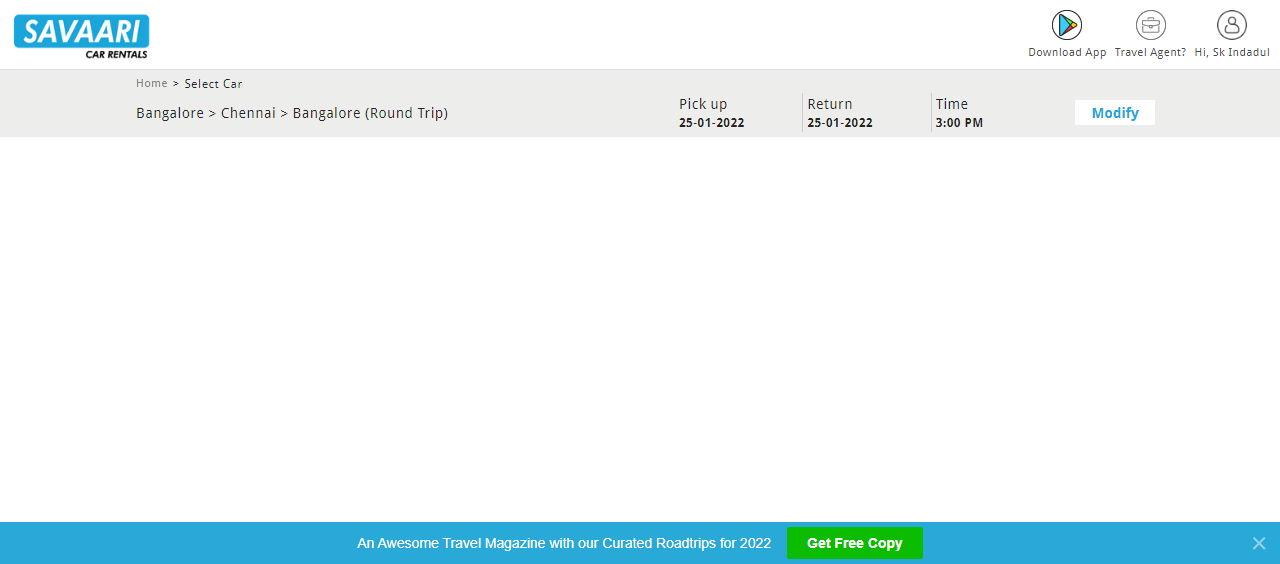 SAVAARI
CAR RENTALS
Download App
Travel Agent?
Hi, Sk Indadul
Home > Select Car
Bangalore > Chennai > Bangalore (Round Trip)
Pick up
25-01-2022
Return
25-01-2022
Time
3:00 PM
Modify
An Awesome Travel Magazine with our Curated Roadtrips for 2022
Get Free Copy